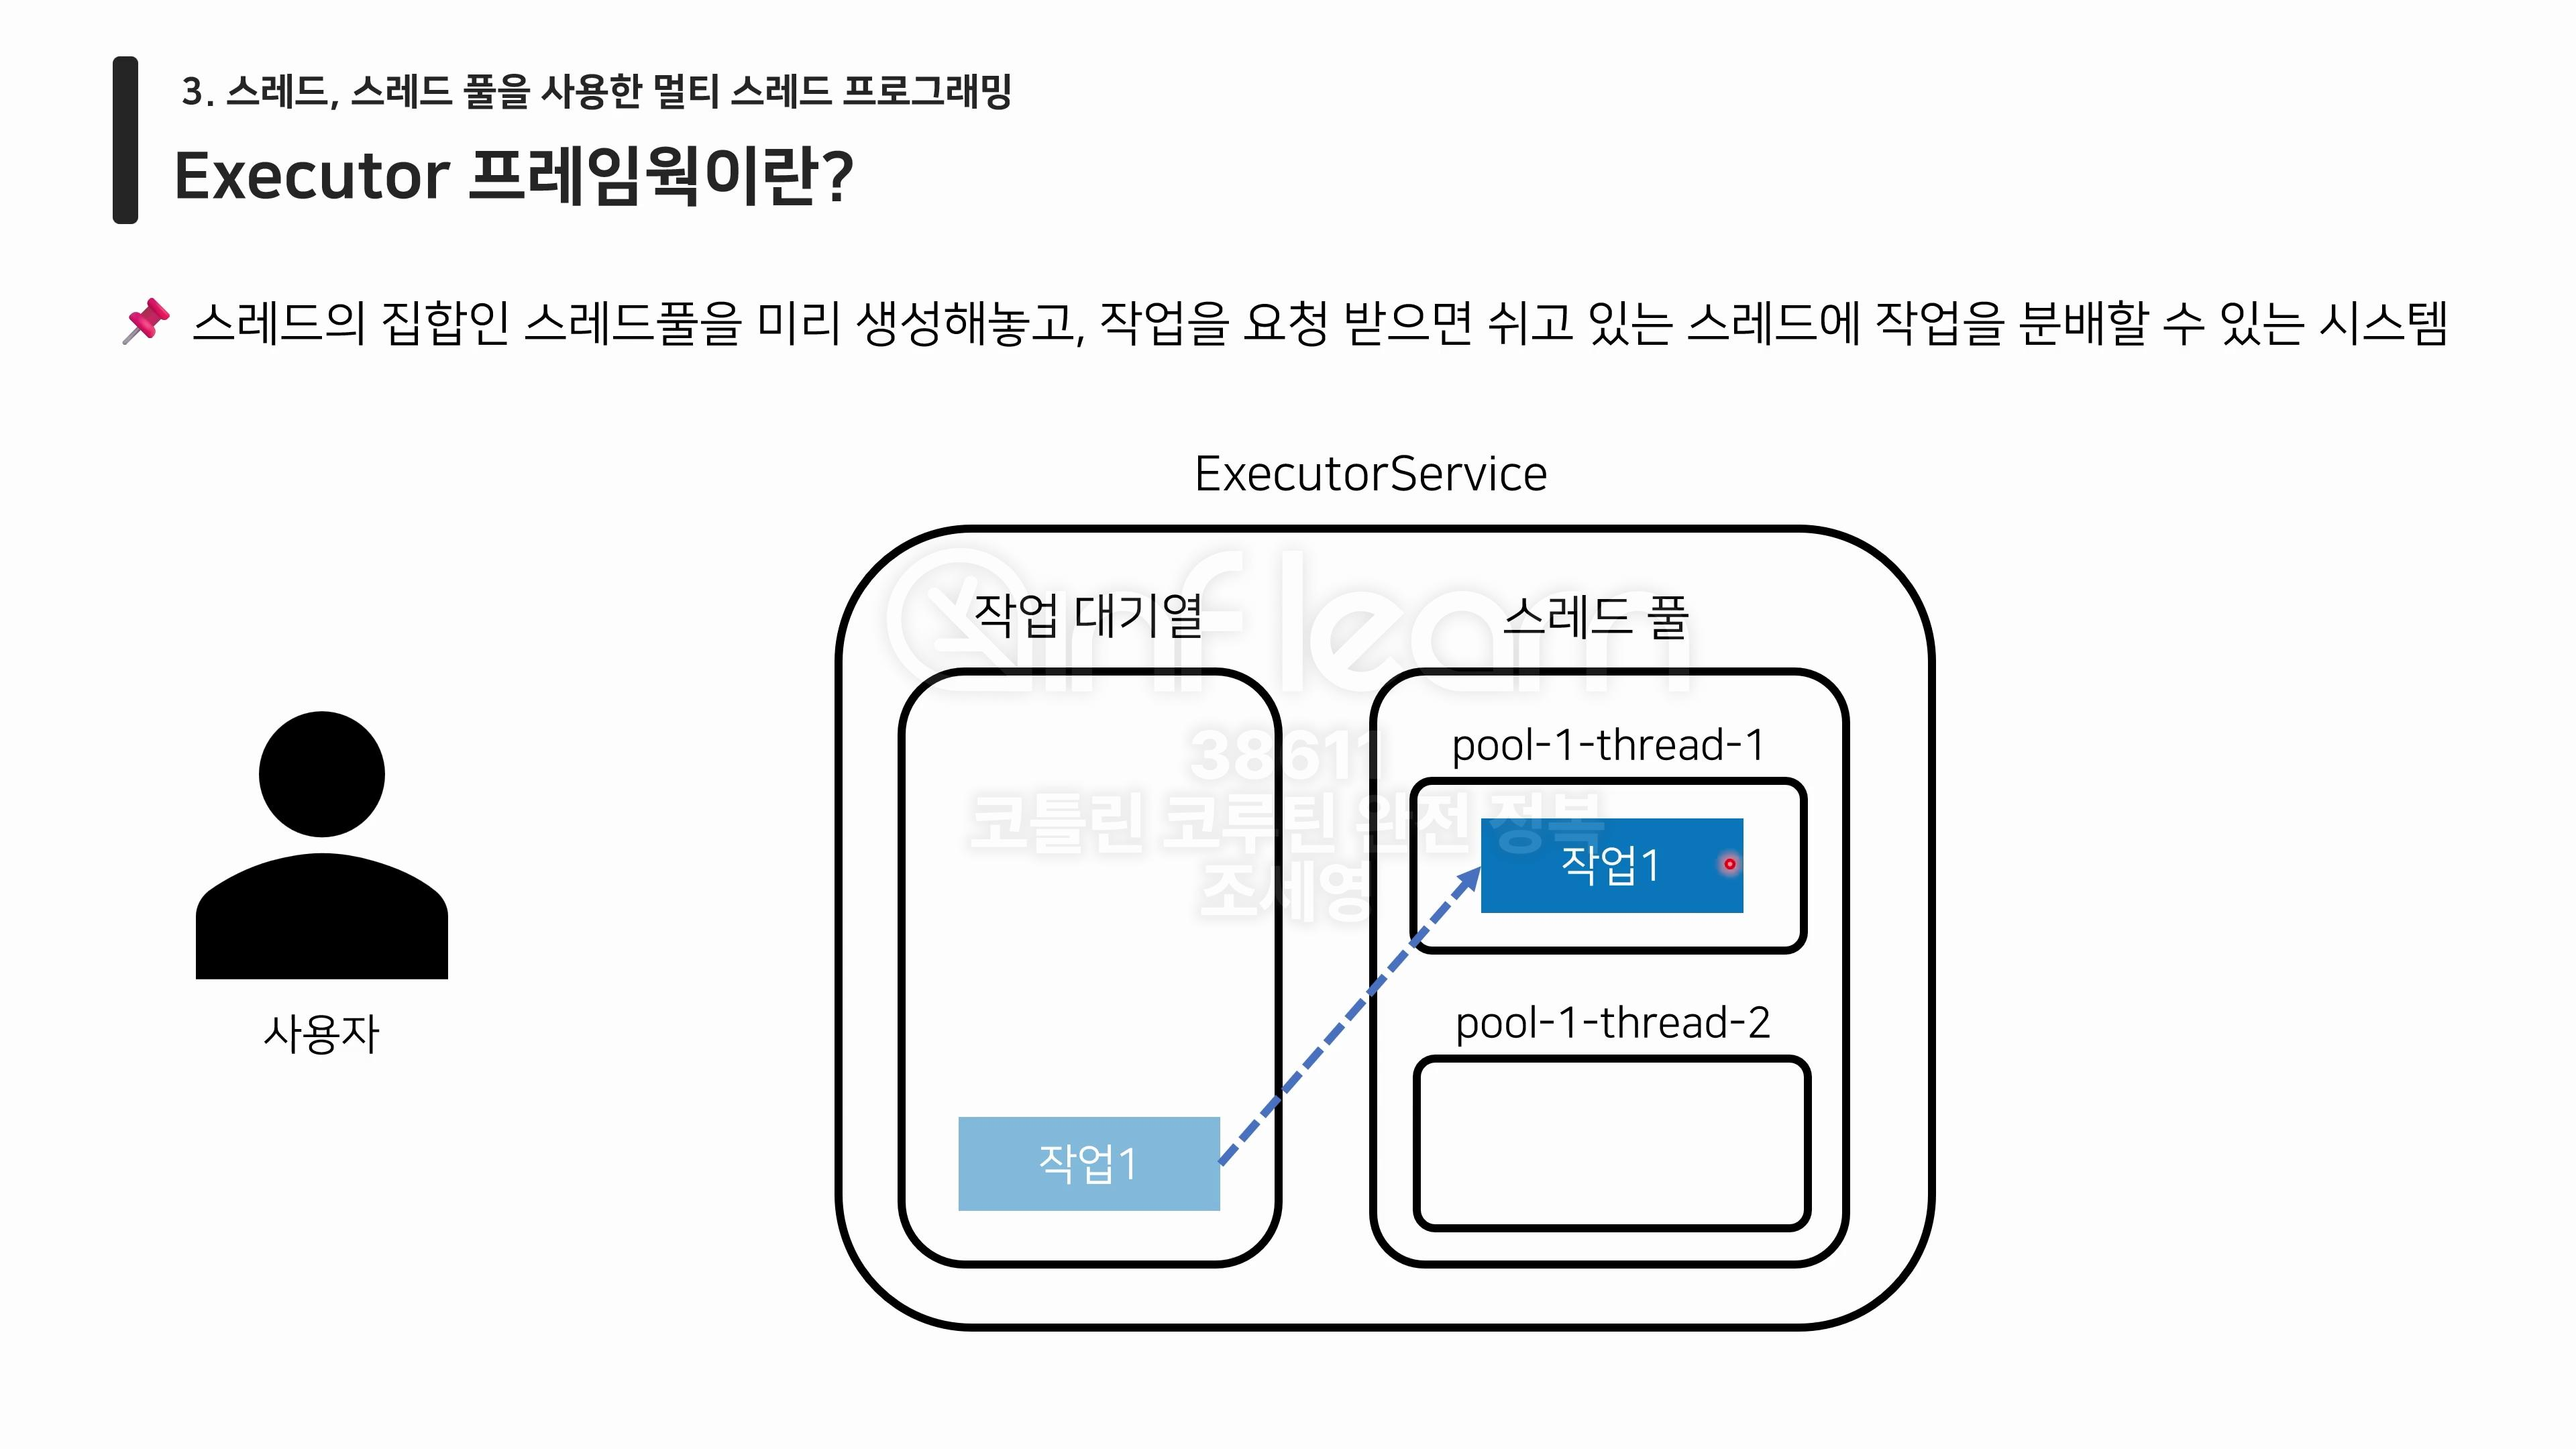 3. 스레드, 스레드 풀을 사용한 멀티 스레드 프로그래밍
Executor 프레임웍이란?
스레드의 집합인 스레드풀을 미리 생성해놓고, 작업을 요청 받으면 쉬고 있는 스레드에 작업을 분배할 수 있는 시스템
ExecutorService
inflearn
작업 대기열
스레드 풀
38611
코틀린 코루틴 완전 정복
조세영
pool-1-thread-1
작업1
사용자
pool-1-thread-2
작업1